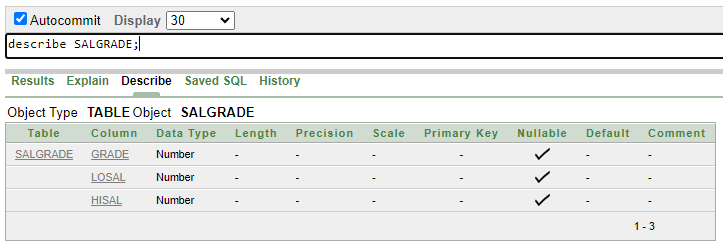 Autocommit Display 30
describe SALGRADE;
Results Explain Describe Saved SQL History
Object Type TABLE Object SALGRADE
Table Column Data Type Length Precision Scale Primary Key Nullable Default Comment
SALGRADE GRADE Number - - - - - -
LOSAL Number - - - - - -
HISAL Number - - - - - -
1 - 3